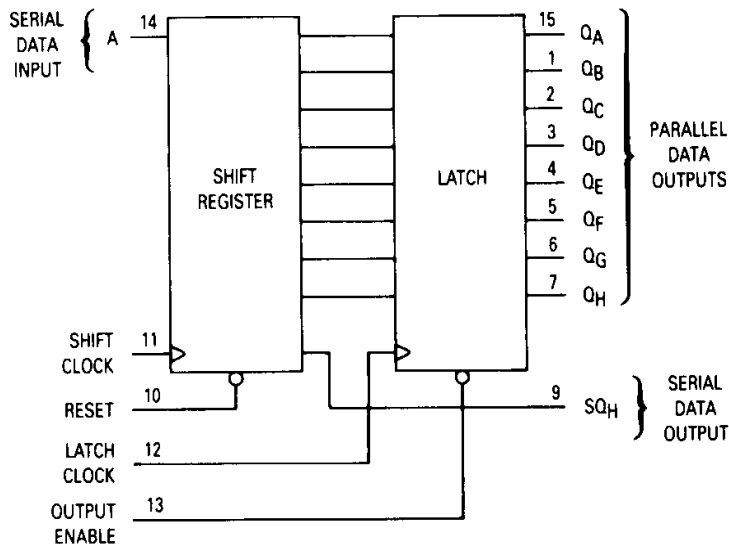 SERIAL
DATA
INPUT
A
14
SHIFT
REGISTER
LATCH
15
QA
1
QB
2
QC
3
QD
4
QE
5
QF
6
QG
7
QH
PARALLEL
DATA
OUTPUTS
SHIFT
CLOCK
11
RESET
10
LATCH
CLOCK
12
OUTPUT
ENABLE
13
9
SQH
SERIAL
DATA
OUTPUT